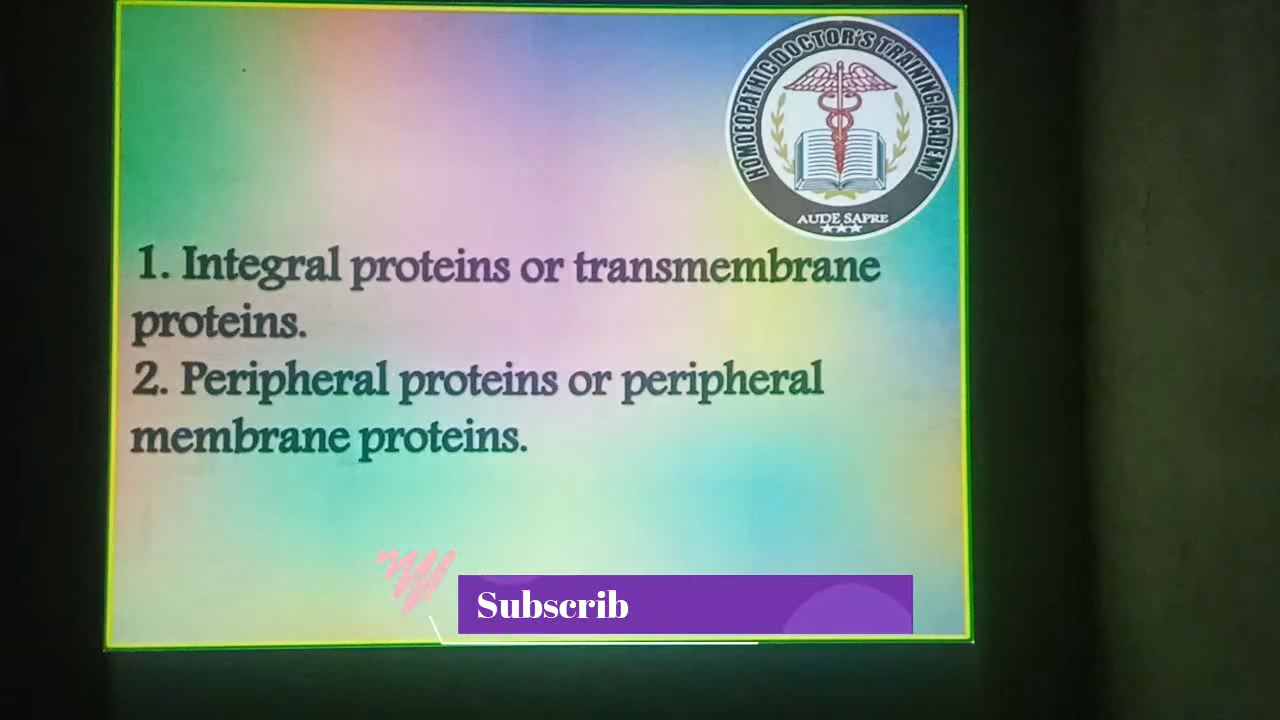 HOMOEOPATHIC DOCTOR'S TRAINING ACADEMY
AUDE SAPRE
1. Integral proteins or transmembrane
proteins.
2. Peripheral proteins or peripheral
membrane proteins.
Subscrib